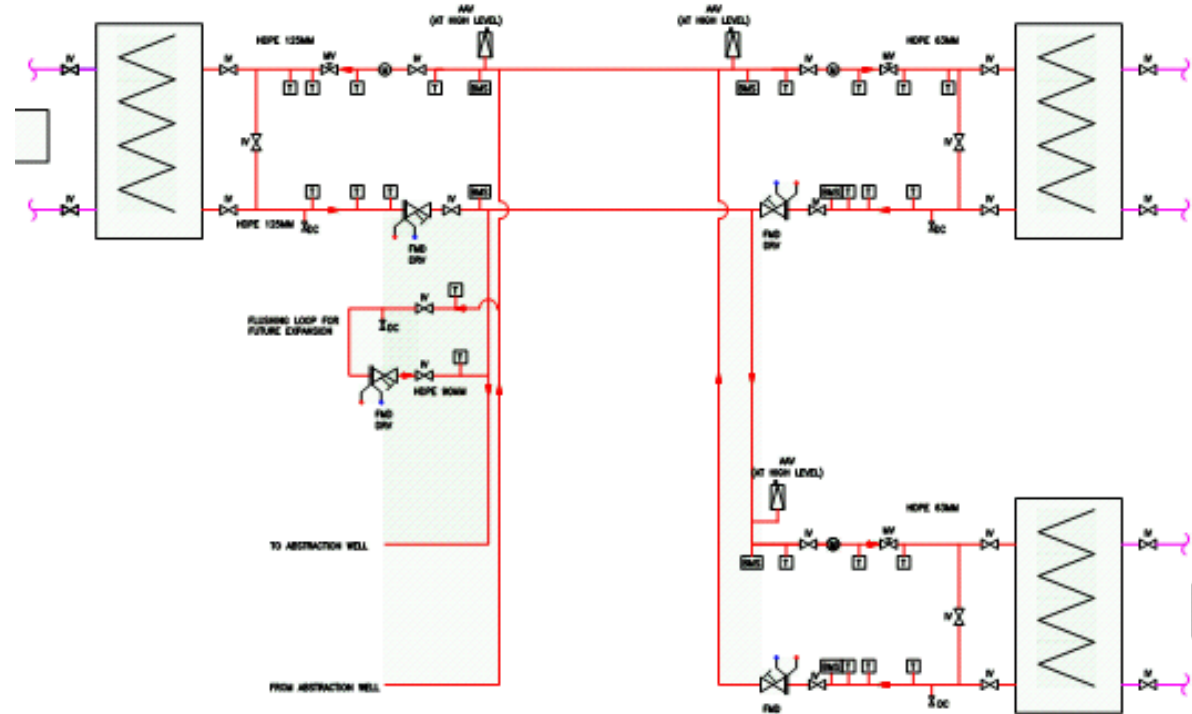 AAV
(AT HIGH LEVEL)
AAV
(AT HIGH LEVEL)
IV
HDPE 125MM
IV
MV
IV
IV
MV
HDPE 63MM
IV
IV
M
M
T
T
T
BMS
BMS
T
T
T
T
IV
IV
IV
IV
HDPE 125MM
T
T
T
IV
BMS
IV
BMS
T
T
T
IV
IV
DC
DC
FMD
DRV
FMD
DRV
FLUSHING LOOP FOR
FUTURE EXPANSION
IV
T
DC
IV
T
HDPE 90MM
FMD
DRV
AAV
(AT HIGH LEVEL)
HDPE 63MM
TO ABSTRACTION WELL
IV
M
MV
IV
IV
BMS
T
T
T
IV
FROM ABSTRACTION WELL
IV
BMS
T
T
T
IV
IV
DC
FMD